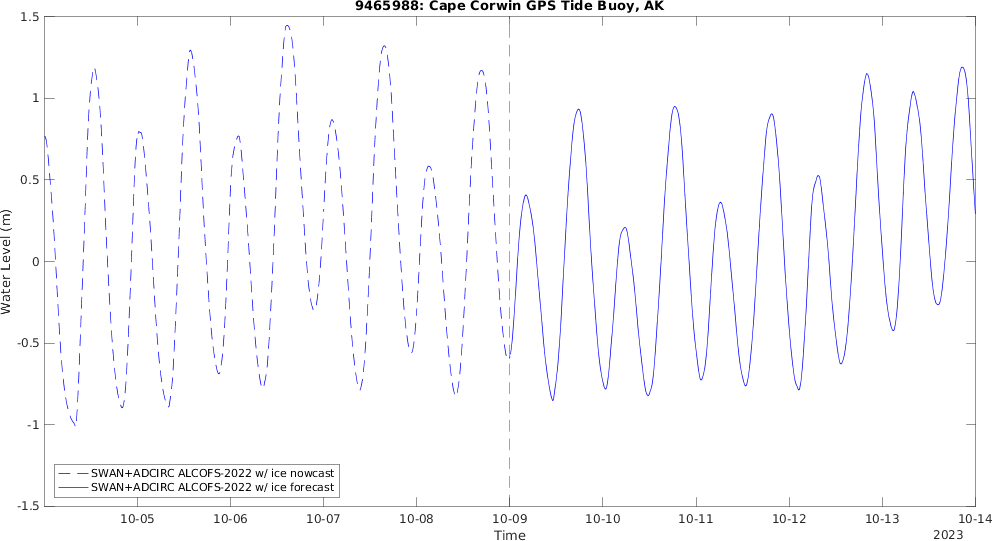 9465988: Cape Corwin GPS Tide Buoy, AK
1.5
1
0.5
0
-0.5
-1
-1.5
Water Level (m)
SWAN+ADCIRC ALCOFS-2022 w/ ice nowcast
SWAN+ADCIRC ALCOFS-2022 w/ ice forecast
10-05 10-06 10-07 10-08 10-09 10-10 10-11 10-12 10-13 10-14
Time
2023